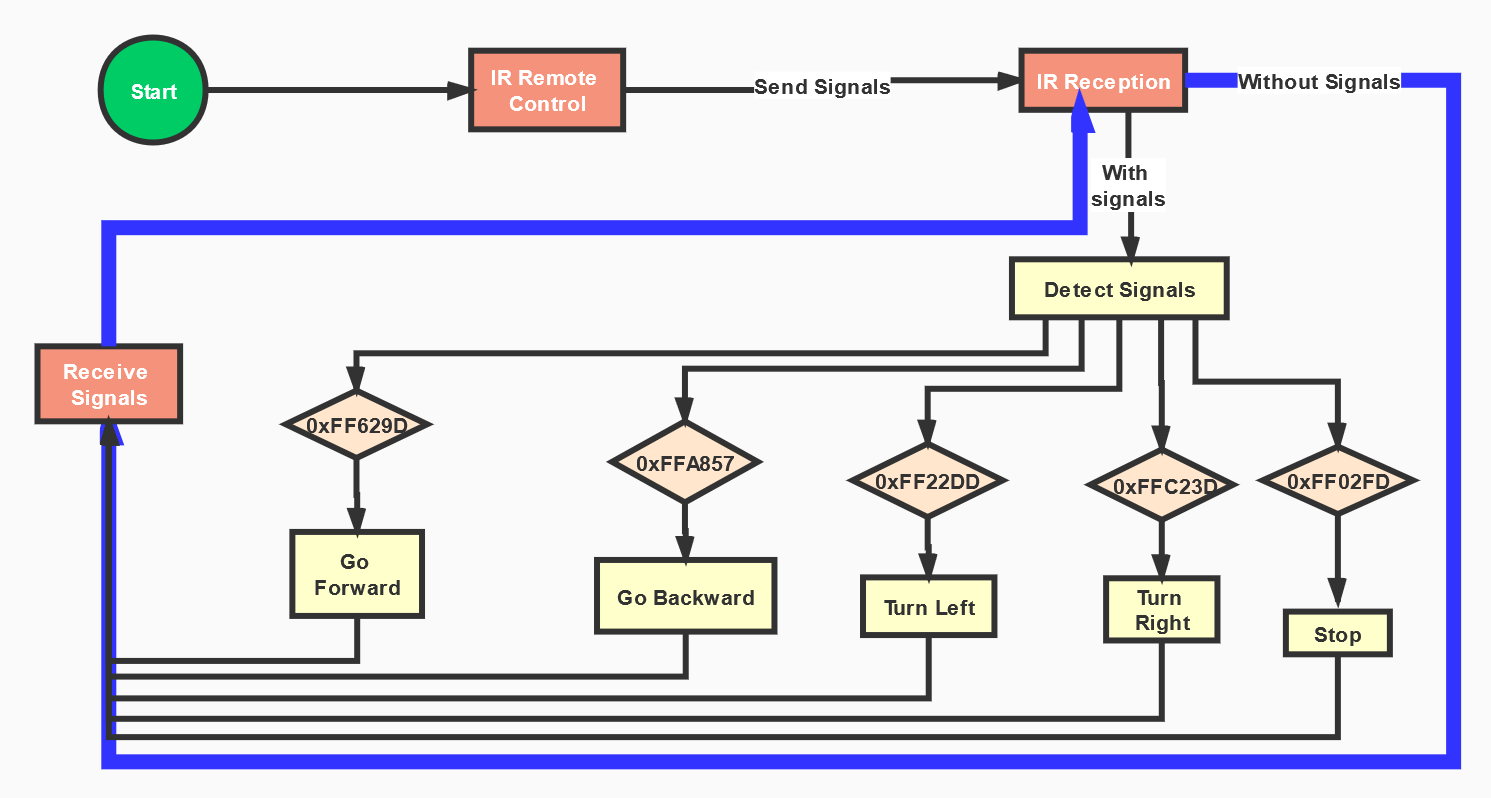 Start
IR Remote
Control
Send Signals
IR Reception
Without Signals
With
signals
Detect Signals
Receive
Signals
0xFF629D
0xFFA857
0xFF22DD
0xFFC23D
0xFF02FD
Go
Forward
Go Backward
Turn Left
Turn
Right
Stop